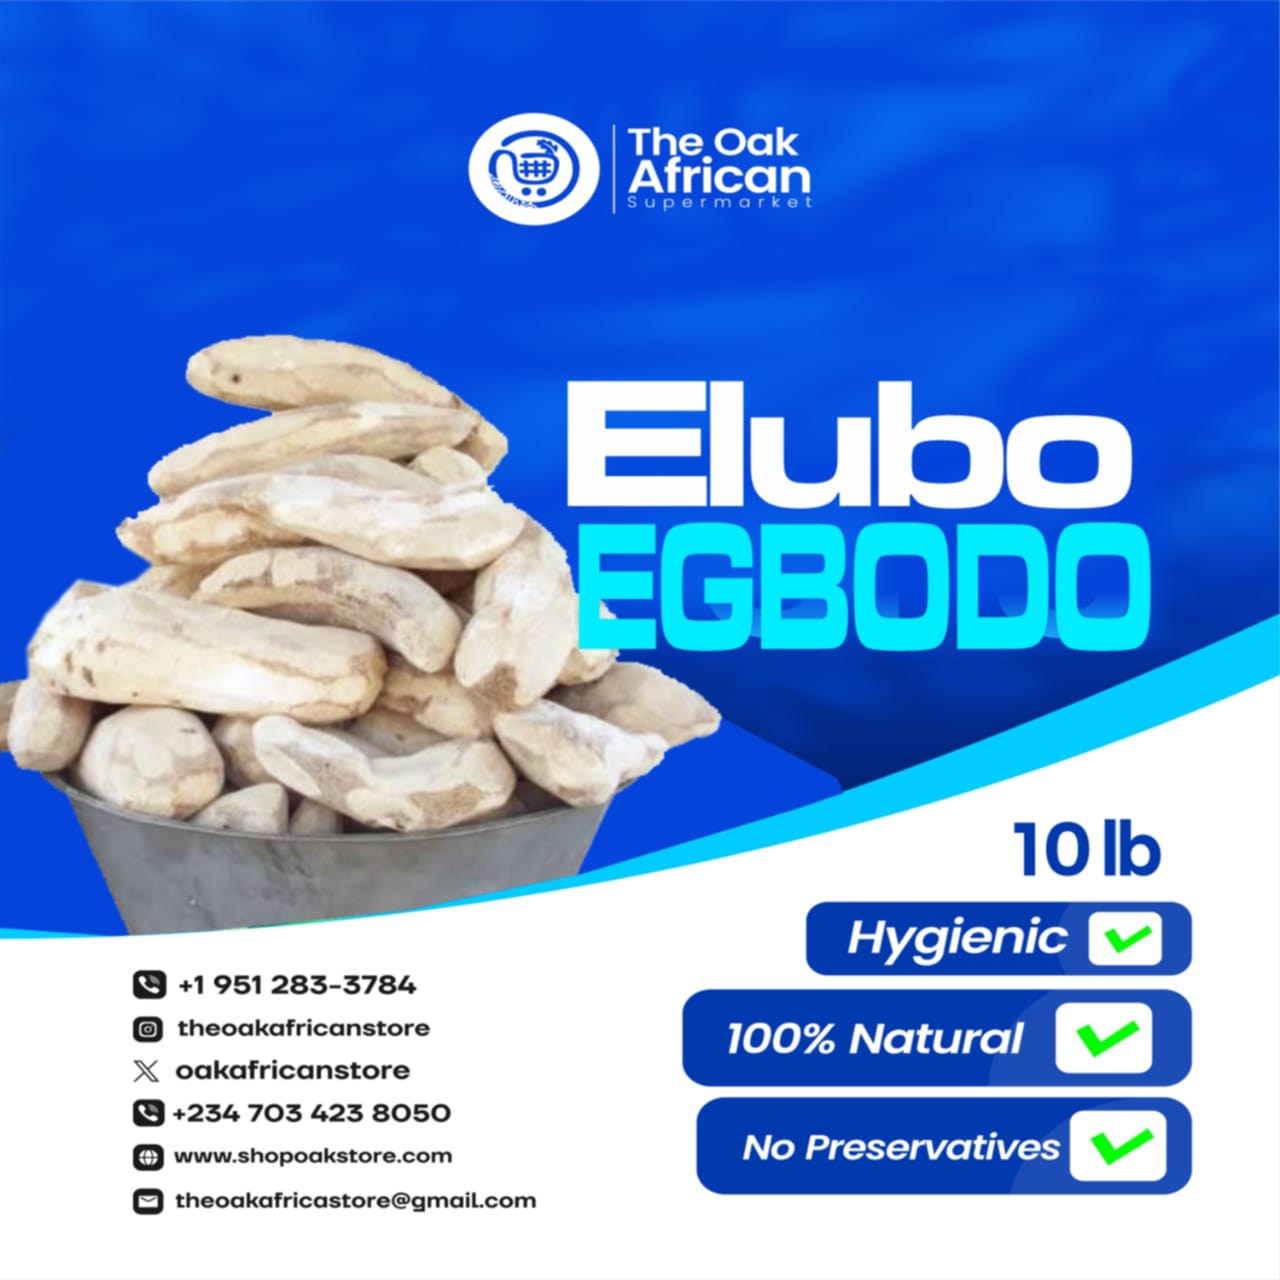 The Oak
African
Supermarket
Elubo
EGBODO
10 lb
Hygienic
100% Natural
No Preservatives
+1 951 283-3784
theoakafricanstore
oakafricanstore
+234 703 423 8050
www.shopoakstore.com
theoakafricastore@gmail.com